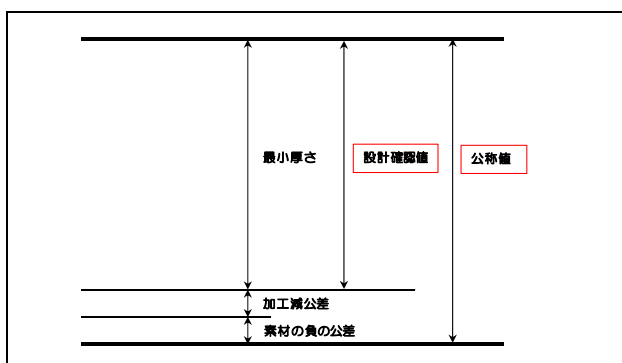 最小厚さ
設計確認値
公称値
加工減公差
素材の負の公差